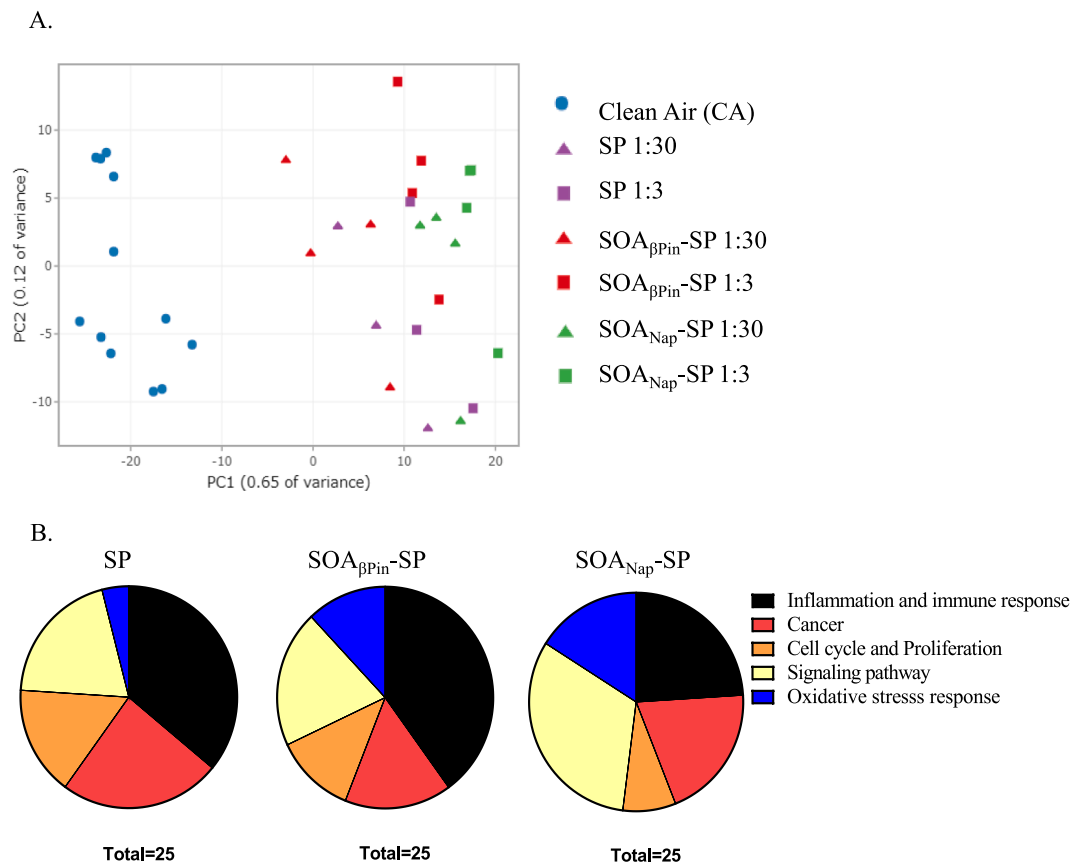 A.
PC2 (0.12 of variance)
10
5
0
-5
-10
-20
-10
0
10
20
PC1 (0.65 of variance)
Clean Air (CA)
SP 1:30
SP 1:3
SOAβPin-SP 1:30
SOAβPin-SP 1:3
SOANap-SP 1:30
SOANap-SP 1:3
B.
SP
SOAβPin-SP
SOANap-SP
Inflammation and immune response
Cancer
Cell cycle and Proliferation
Signaling pathway
Oxidative stresss response
Total=25
Total=25
Total=25